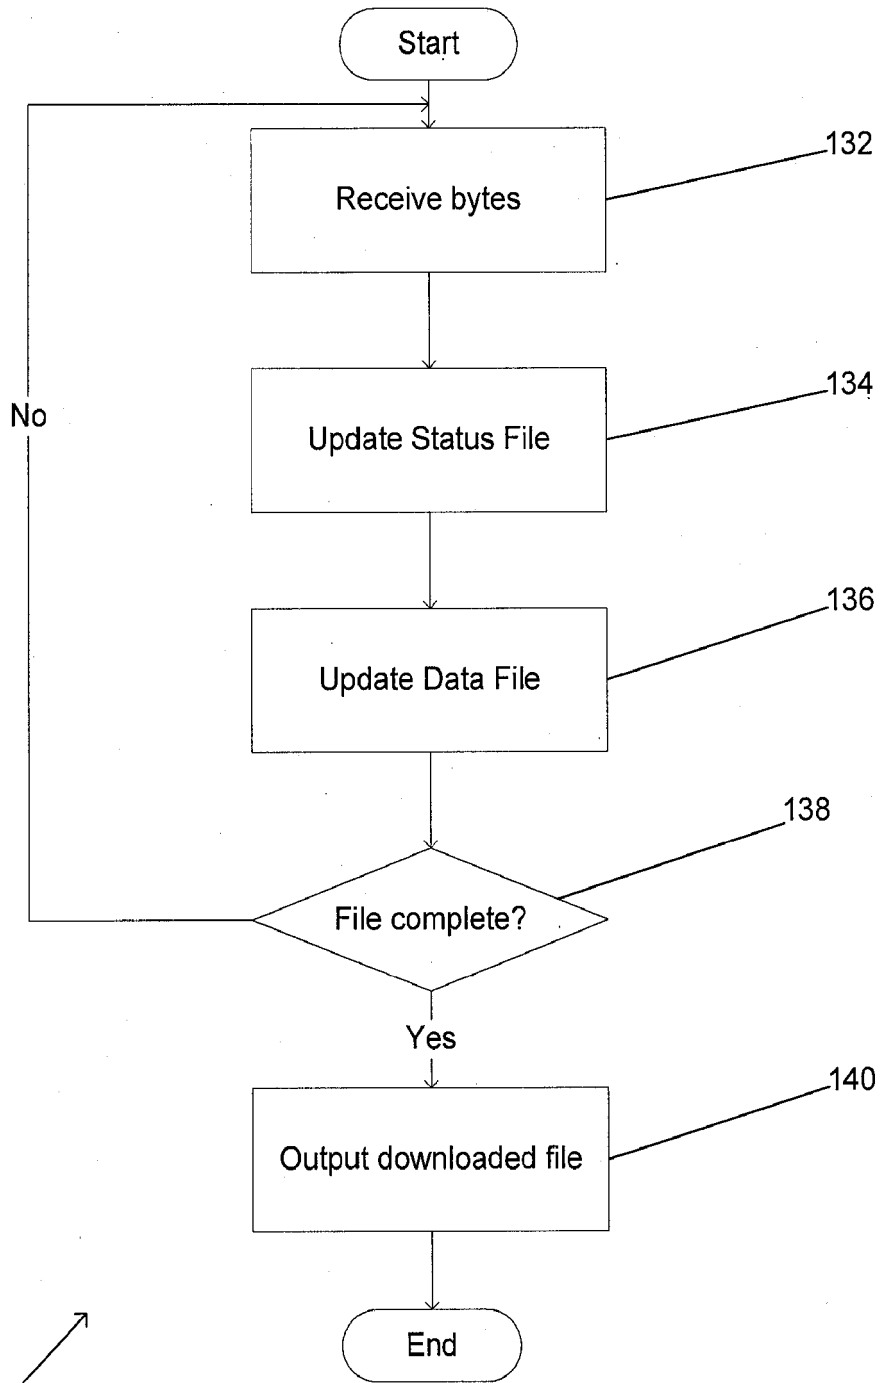 Start
Receive bytes
132
No
Update Status File
134
Update Data File
136
File complete?
138
Yes
Output downloaded file
140
End